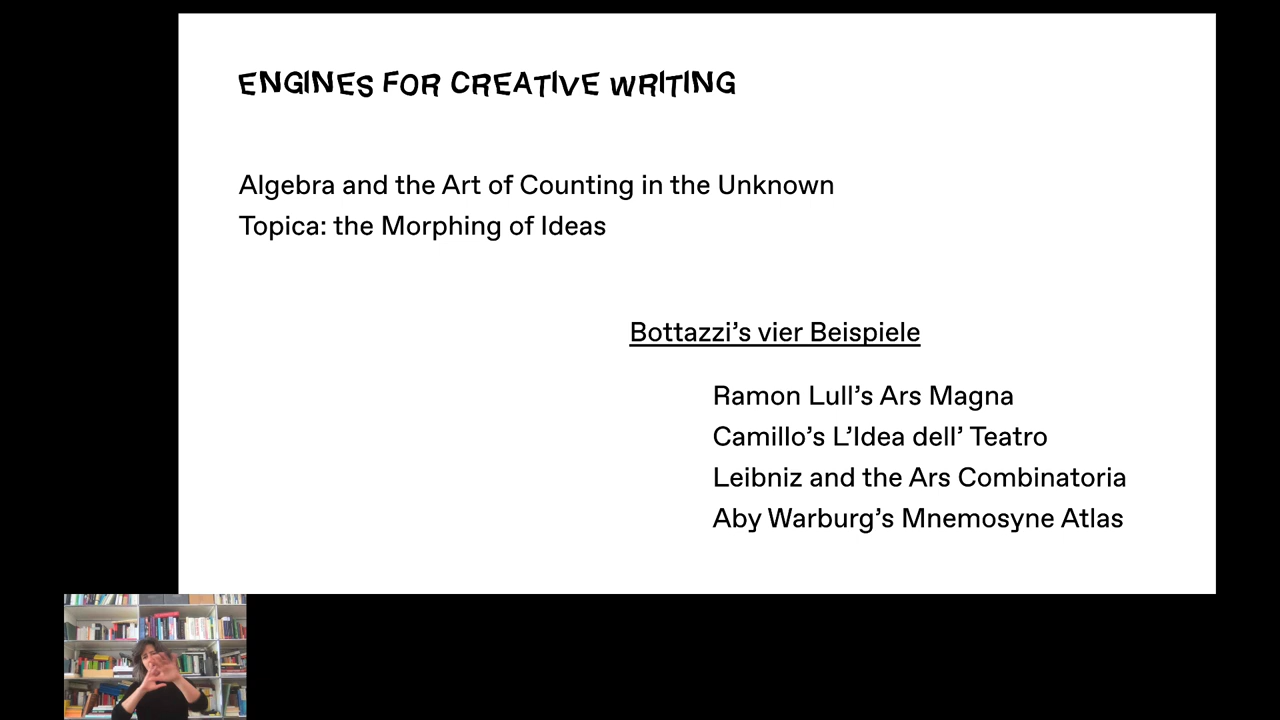 ENGINES FOR CREATIVE WRITING
Algebra and the Art of Counting in the Unknown
Topica: the Morphing of Ideas
Bottazzi’s vier Beispiele
Ramon Lull’s Ars Magna
Camillo’s L’Idea dell’ Teatro
Leibniz and the Ars Combinatoria
Aby Warburg’s Mnemosyne Atlas